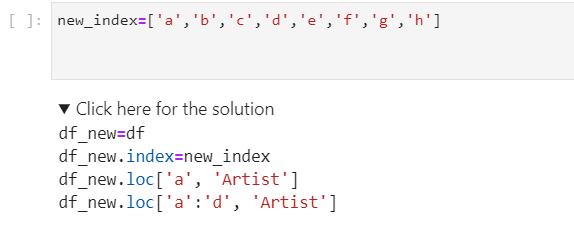 [ ]: new_index=['a','b','c','d','e','f','g','h']
▼ Click here for the solution
df_new=df
df_new.index=new_index
df_new.loc['a', 'Artist']
df_new.loc['a':'d', 'Artist']